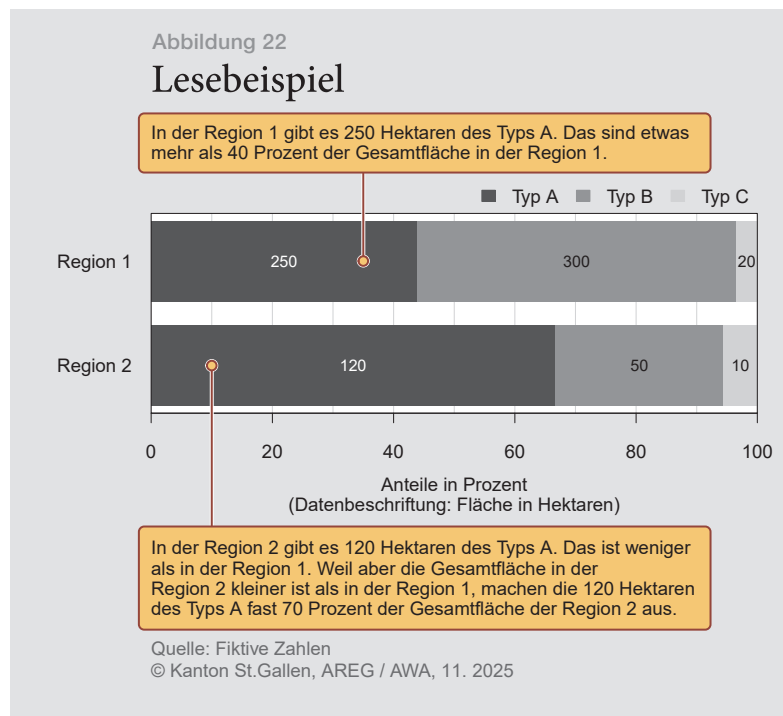 Abbildung 22
Lesebeispiel
In der Region 1 gibt es 250 Hektaren des Typs A. Das sind etwas
mehr als 40 Prozent der Gesamtfläche in der Region 1.
Typ A Typ B Typ C
Region 1 250 300 20
Region 2 120 50 10
0 20 40 60 80 100
Anteile in Prozent
(Datenbeschriftung: Fläche in Hektaren)
In der Region 2 gibt es 120 Hektaren des Typs A. Das ist weniger
als in der Region 1. Weil aber die Gesamtfläche in der
Region 2 kleiner ist als in der Region 1, machen die 120 Hektaren
des Typs A fast 70 Prozent der Gesamtfläche der Region 2 aus.
Quelle: Fiktive Zahlen
© Kanton St.Gallen, AREG / AWA, 11. 2025